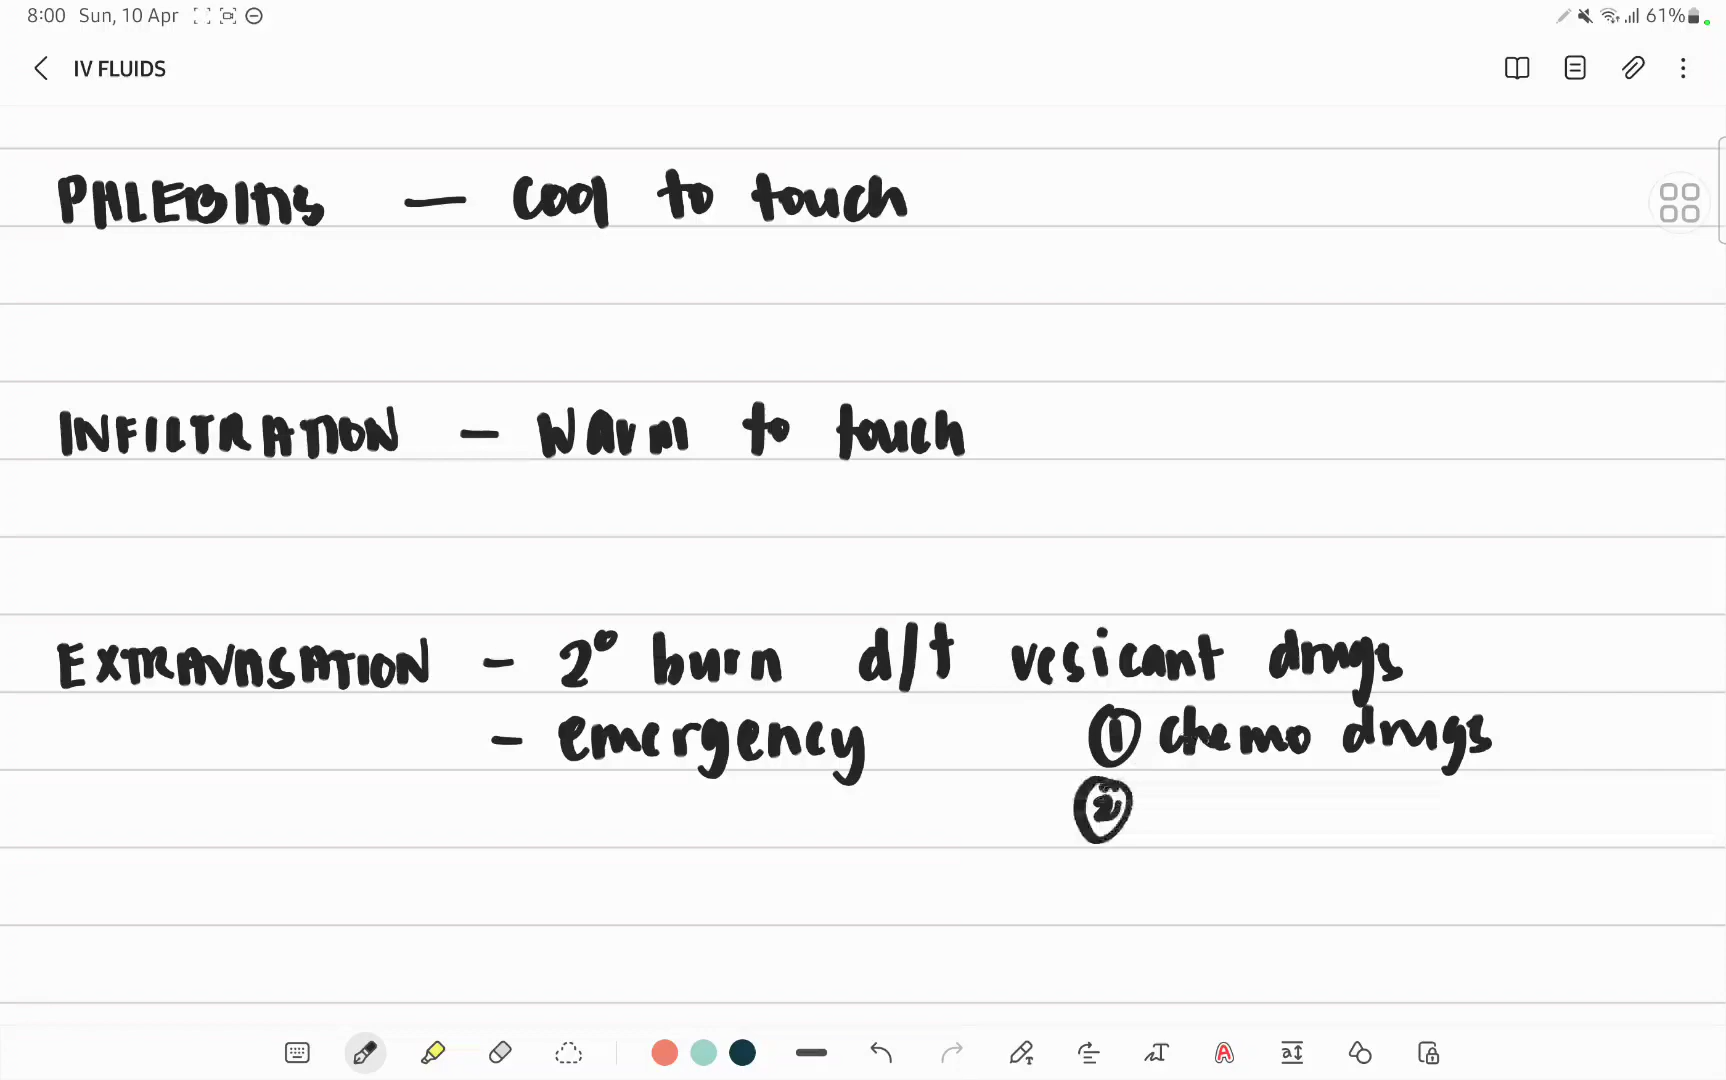 8:00 Sun, 10 Apr 61%
IV FLUIDS
PHLEBITIS — cool to touch
INFILTRATION — warm to touch
EXTRAVASATION - 2° burn d/t vesicant drugs
- emergency ① chemo drugs
②